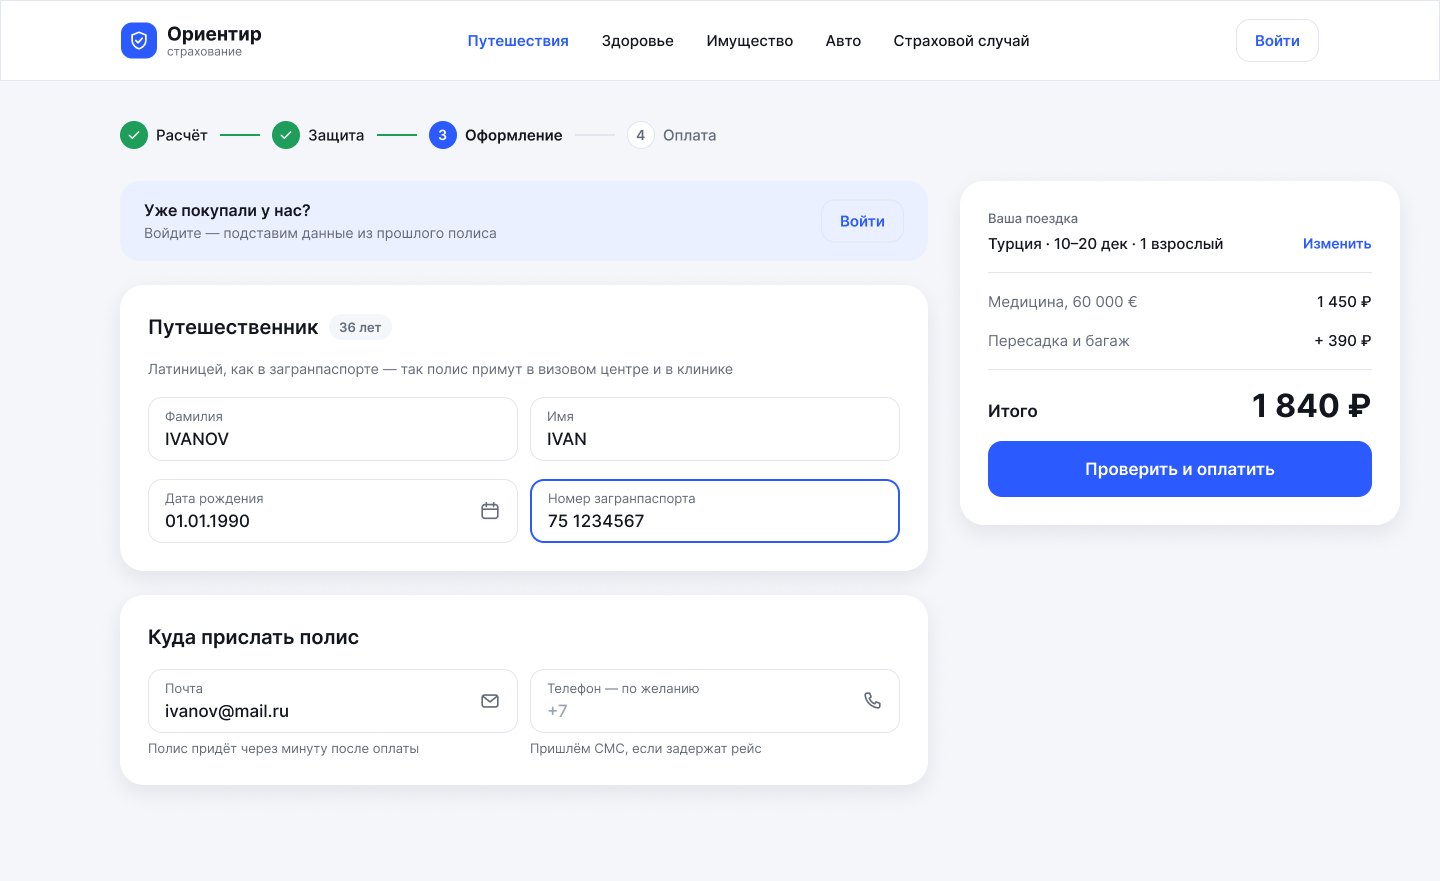 Ориентир
страхование
Путешествия Здоровье Имущество Авто Страховой случай
Войти
Расчёт Защита 3 Оформление 4 Оплата
Уже покупали у нас?
Войдите — подставим данные из прошлого полиса
Войти
Путешественник 36 лет
Латиницей, как в загранпаспорте — так полис примут в визовом центре и в клинике
Фамилия
IVANOV
Имя
IVAN
Дата рождения
01.01.1990
Номер загранпаспорта
75 1234567
Куда прислать полис
Почта
ivanov@mail.ru
Полис придёт через минуту после оплаты
Телефон — по желанию
+7
Пришлём СМС, если задержат рейс
Ваша поездка
Турция · 10–20 дек · 1 взрослый Изменить
Медицина, 60 000 € 1 450 ₽
Пересадка и багаж + 390 ₽
Итого 1 840 ₽
Проверить и оплатить